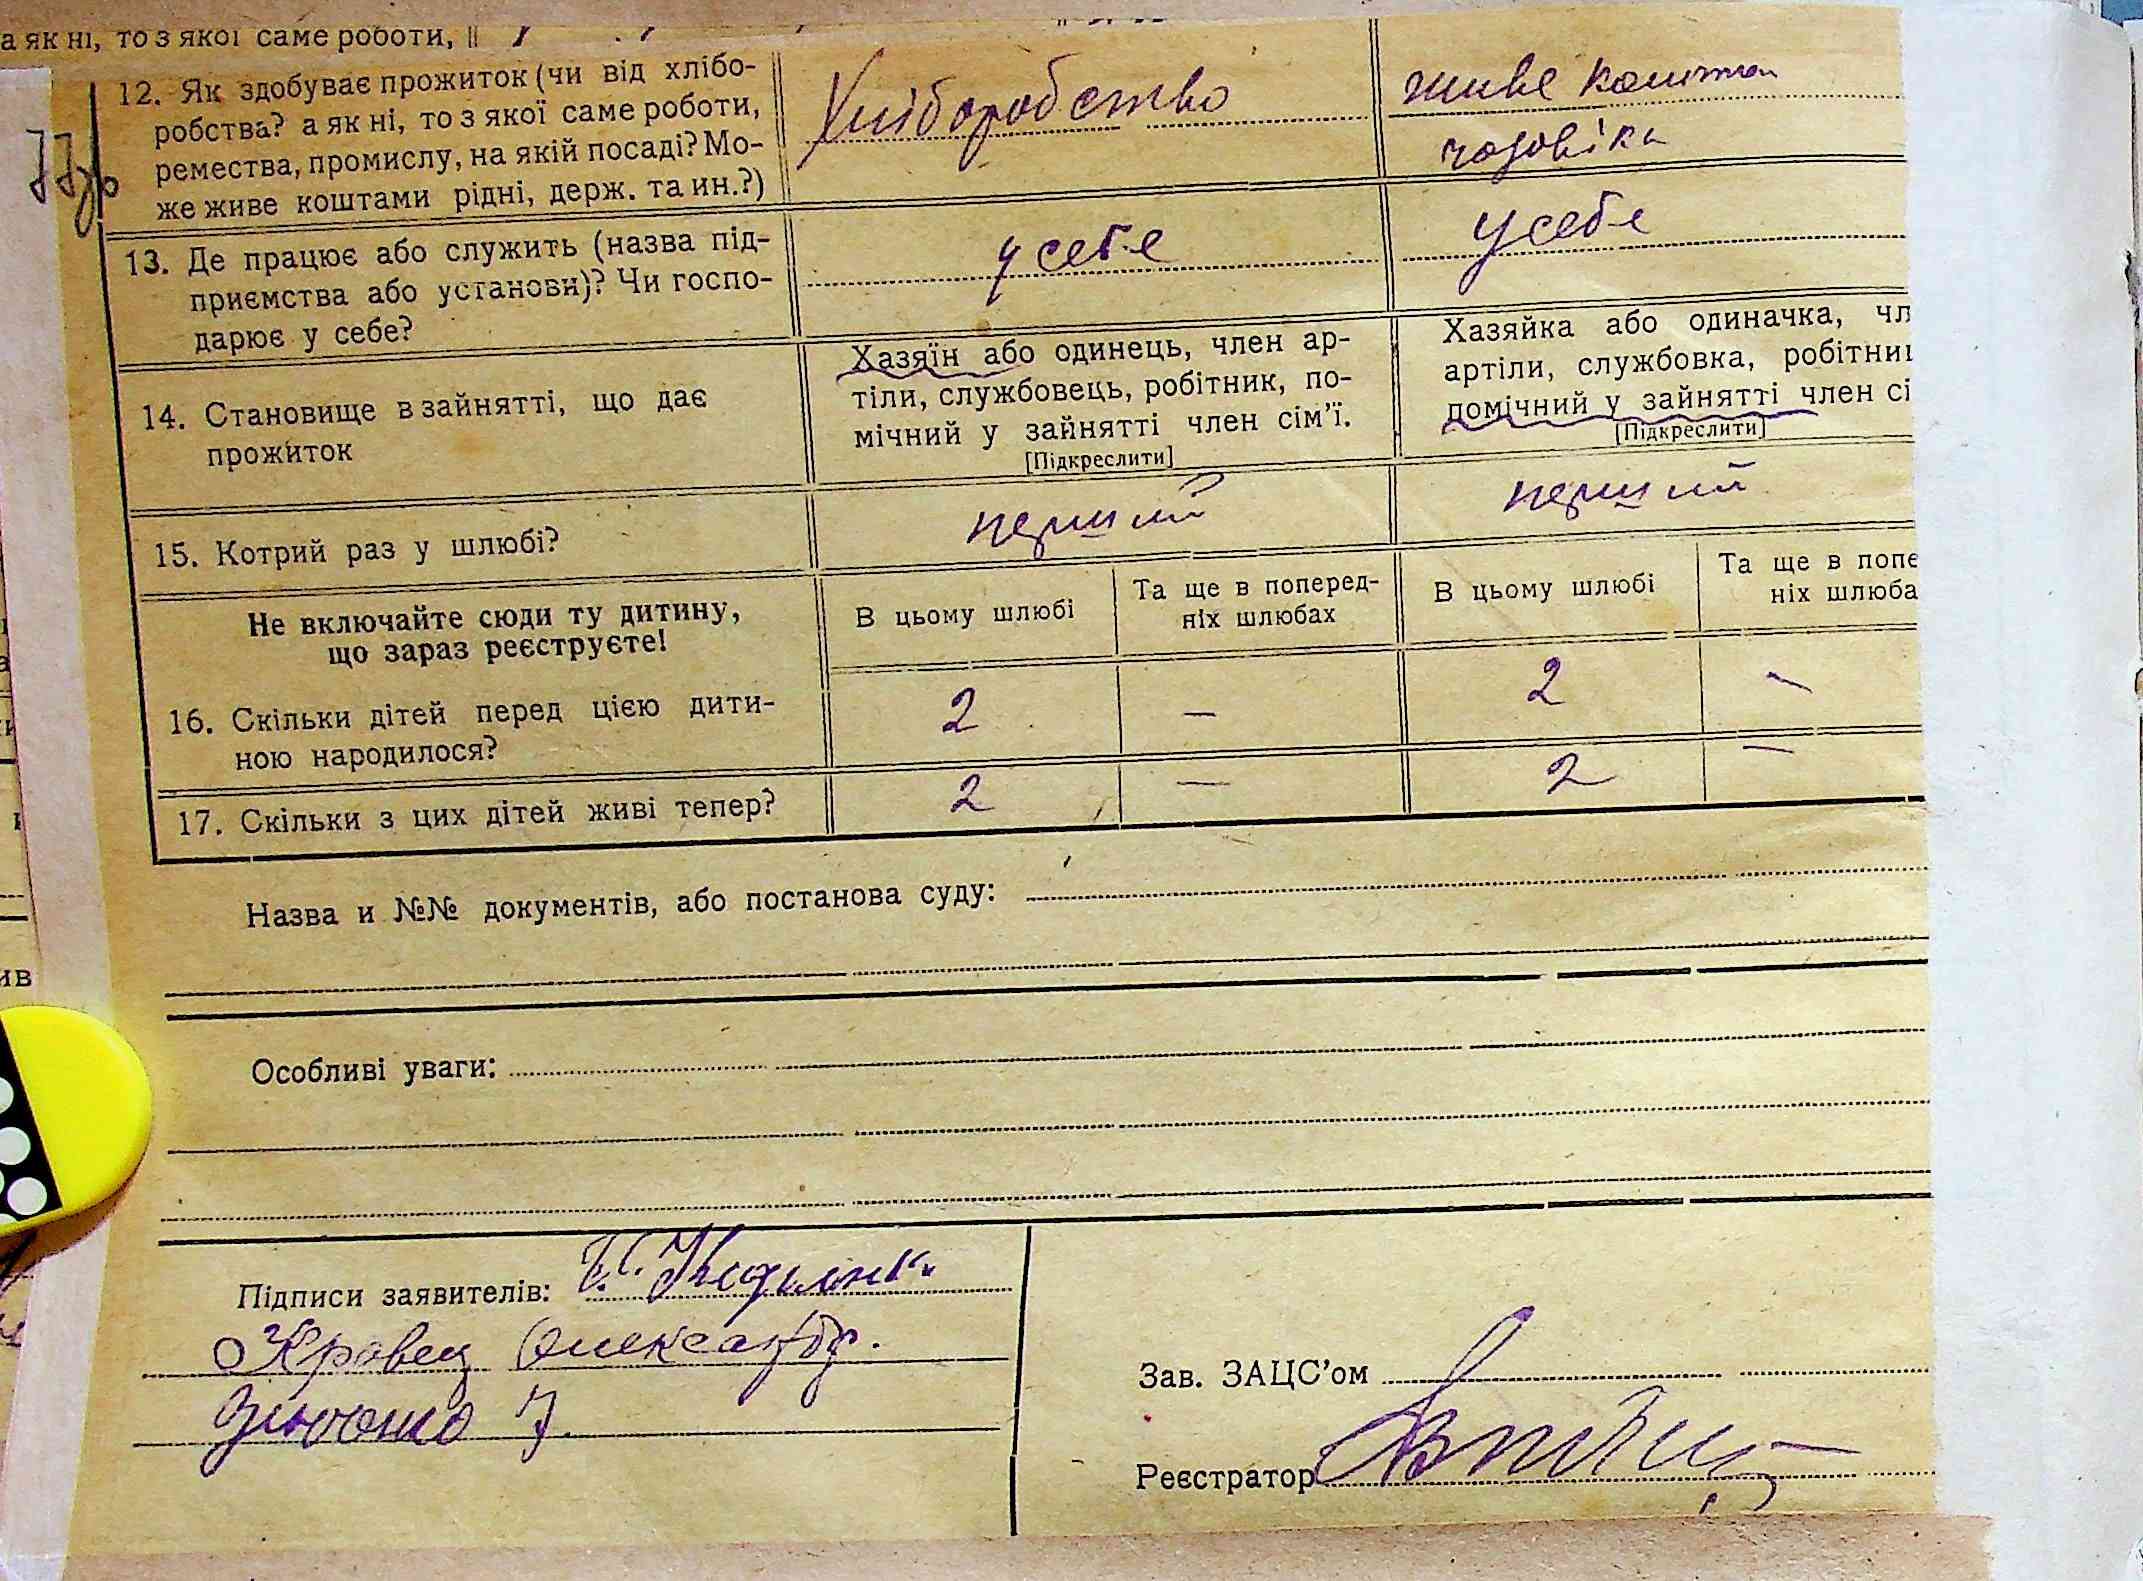 а як ні, то з якої саме роботи,
12. Як здобуває прожиток (чи від хлібо-
робства? а як ні, то з якої саме роботи,
ремества, промислу, на якій посаді? Мо-
же живе коштами рідні, держ. та ин.?)
Хліборобство
живе коштом
чоловіка
13. Де працює або служить (назва під-
приємства або установи)? Чи госпо-
дарює у себе?
у себе
у себе
14. Становище в зайнятті, що дає
прожиток
Хазяїн або одинець, член ар-
тіли, службовець, робітник, по-
мічний у зайнятті член сім’ї.
[Підкреслити]
Хазяйка або одиначка, чл
артіли, службовка, робітниц
помічний у зайнятті член сі
[Підкреслити]
15. Котрий раз у шлюбі?
перший
перший
Не включайте сюди ту дитину,
що зараз реєструєте!
В цьому шлюбі
Та ще в поперед-
ніх шлюбах
В цьому шлюбі
Та ще в попе
ніх шлюба
16. Скільки дітей перед цією дити-
ною народилося?
2 — 2 —
17. Скільки з цих дітей живі тепер?
2 — 2 —
Назва и №№ документів, або постанова суду:
Особливі уваги:
Підписи заявителів:
Кравец Олександр.
Зінченко
Зав. ЗАЦС’ом
Реєстратор